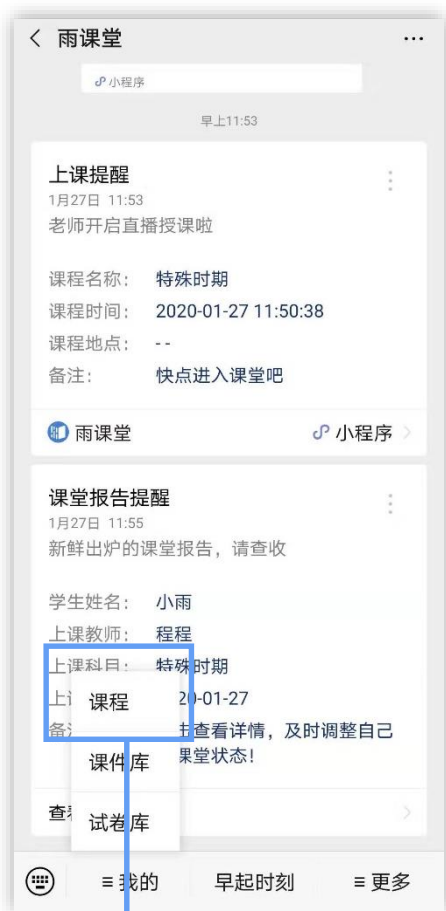 雨课堂
小程序
早上11:53
上课提醒
1月27日 11:53
老师开启直播授课啦
课程名称: 特殊时期
课程时间: 2020-01-27 11:50:38
课程地点: --
备注: 快点进入课堂吧
雨课堂 小程序
课堂报告提醒
1月27日 11:55
新鲜出炉的课堂报告，请查收
学生姓名: 小雨
上课教师: 程程
上课科目: 特殊时期
上 20-01-27
课程
查看详情，及时调整自己
课堂状态!
课件库
查
试卷库
≡我的 早起时刻 ≡更多